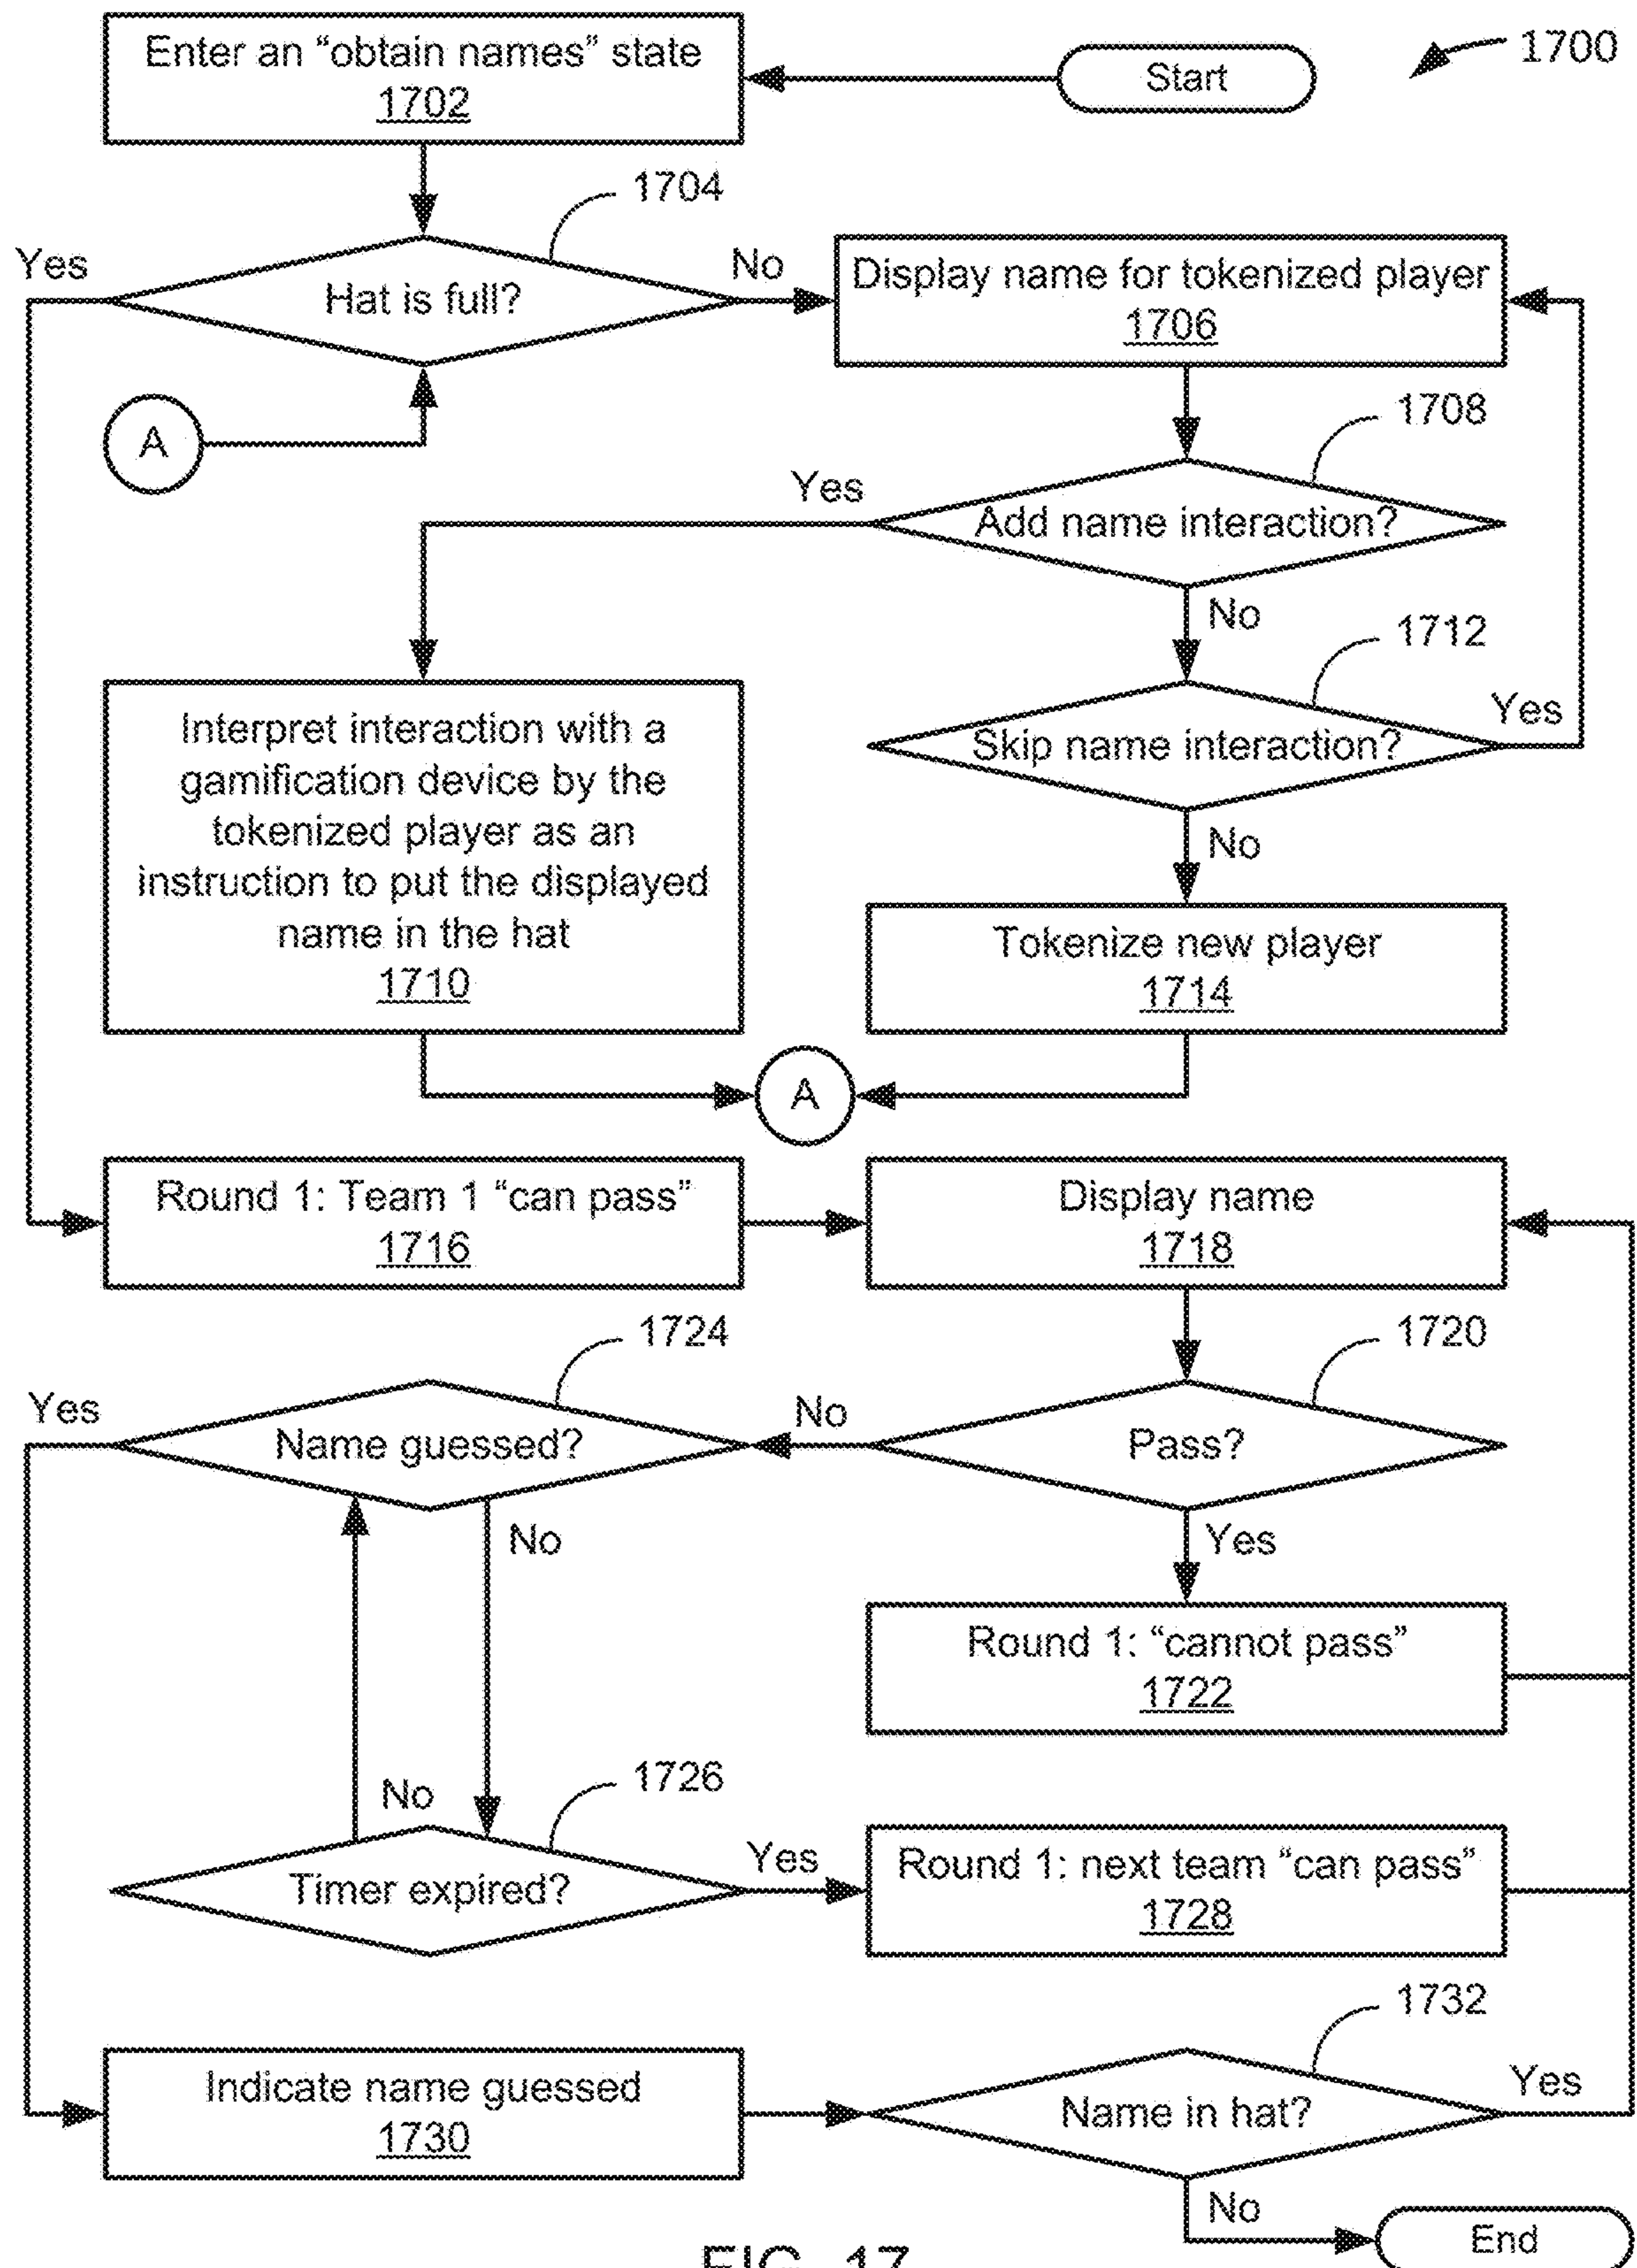 Enter an “obtain names” state
1702
Start
1700
1704
Yes
Hat is full?
No
Display name for tokenized player
1706
A
1708
Yes
Add name interaction?
No
1712
Skip name interaction?
Yes
No
Interpret interaction with a
gamification device by the
tokenized player as an
instruction to put the displayed
name in the hat
1710
Tokenize new player
1714
A
Round 1: Team 1 “can pass”
1716
Display name
1718
1724
1720
Yes
Name guessed?
No
Pass?
No
Yes
Round 1: “cannot pass”
1722
No
1726
Timer expired?
Yes
Round 1: next team “can pass”
1728
1732
Indicate name guessed
1730
Name in hat?
Yes
No
End
FIG. 17